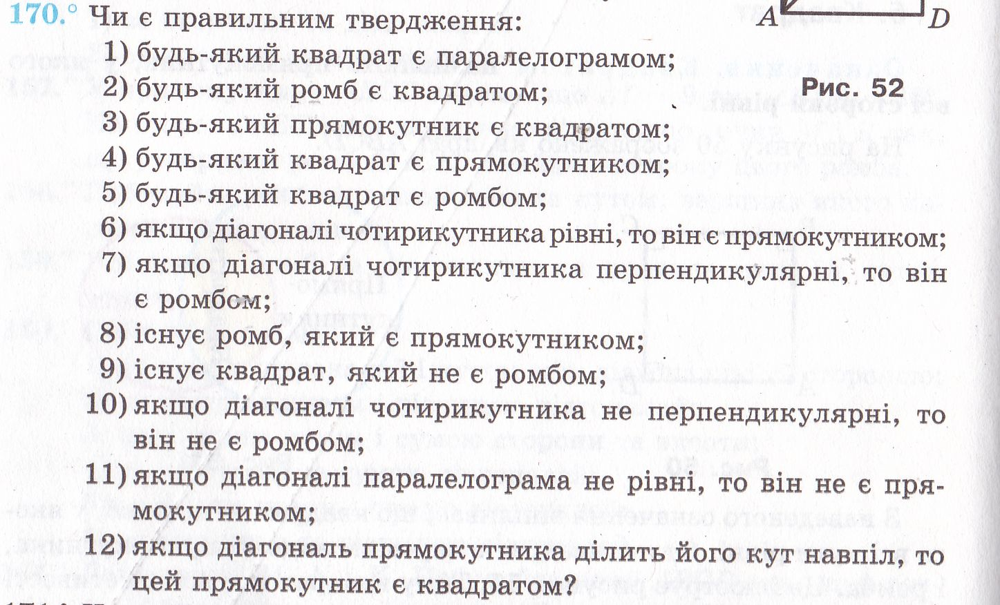 170.° Чи є правильним твердження:
A D
1) будь-який квадрат є паралелограмом;
2) будь-який ромб є квадратом;
Рис. 52
3) будь-який прямокутник є квадратом;
4) будь-який квадрат є прямокутником;
5) будь-який квадрат є ромбом;
6) якщо діагоналі чотирикутника рівні, то він є прямокутником;
7) якщо діагоналі чотирикутника перпендикулярні, то він
є ромбом;
8) існує ромб, який є прямокутником;
9) існує квадрат, який не є ромбом;
10) якщо діагоналі чотирикутника не перпендикулярні, то
він не є ромбом;
11) якщо діагоналі паралелограма не рівні, то він не є пря-
мокутником;
12) якщо діагональ прямокутника ділить його кут навпіл, то
цей прямокутник є квадратом?